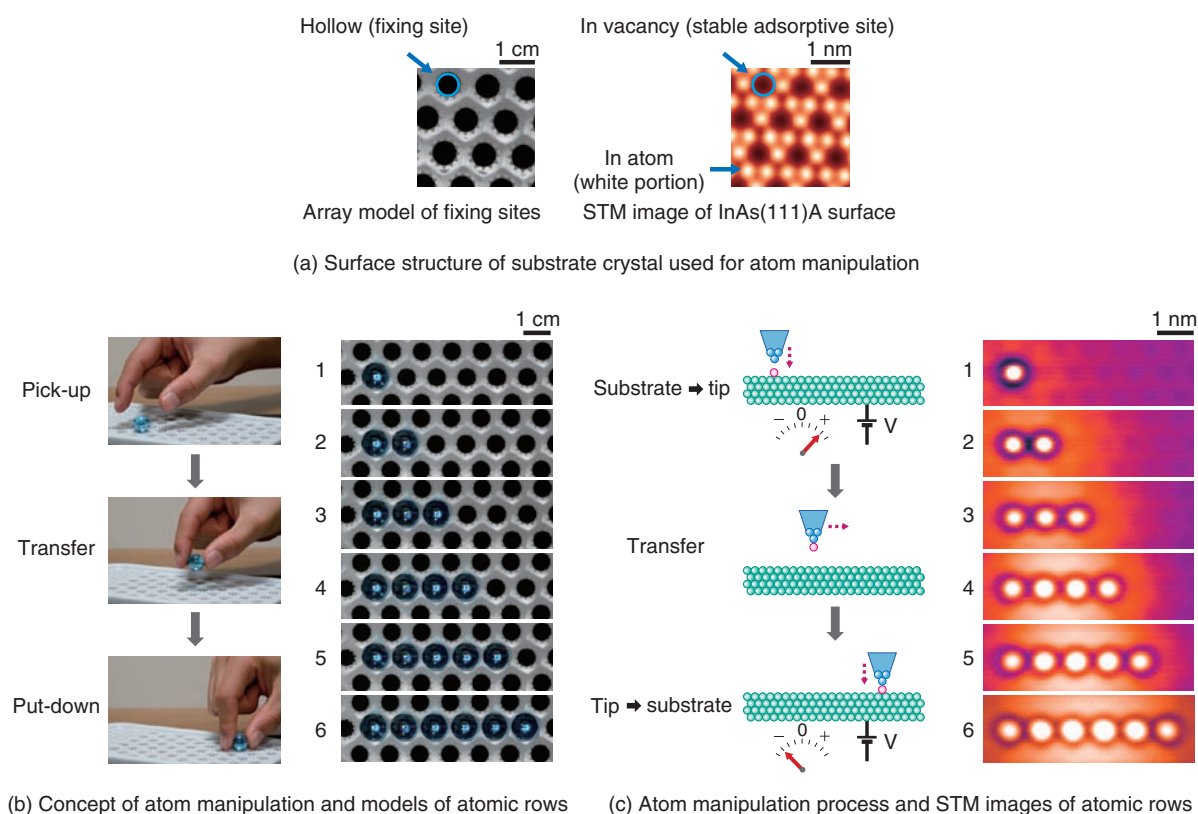 Hollow (fixing site)
1 cm
In vacancy (stable adsorptive site)
1 nm
In atom
(white portion)
Array model of fixing sites
STM image of InAs(111)A surface
(a) Surface structure of substrate crystal used for atom manipulation
1 cm
Pick-up
Transfer
Put-down
1
2
3
4
5
6
(b) Concept of atom manipulation and models of atomic rows
1 nm
Substrate ➡ tip
− 0 +
V
Transfer
Tip ➡ substrate
− 0 +
V
1
2
3
4
5
6
(c) Atom manipulation process and STM images of atomic rows